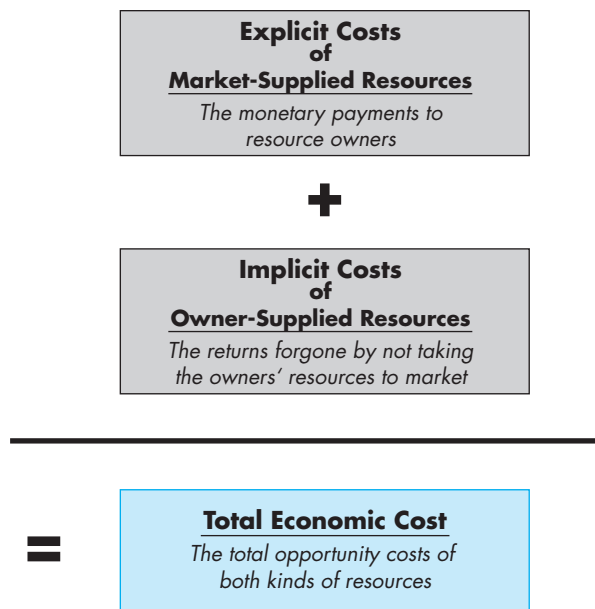 Explicit Costs
of
Market-Supplied Resources
The monetary payments to
resource owners
+
Implicit Costs
of
Owner-Supplied Resources
The returns forgone by not taking
the owners’ resources to market
=
Total Economic Cost
The total opportunity costs of
both kinds of resources